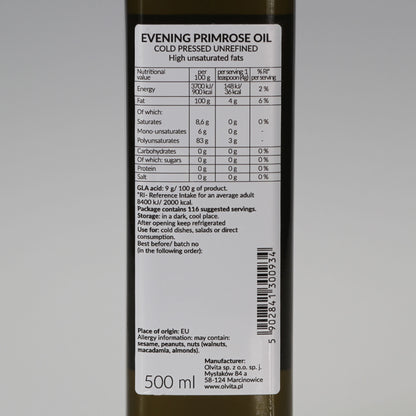 EVENING PRIMROSE OIL
COLD PRESSED UNREFINED
High unsaturated fats
Nutritional value per 100 g per serving 1 teaspoon (4g) % RI* per serving
Energy 3700 kJ/ 900 kcal 148 kJ/ 36 kcal 2 %
Fat 100 g 4 g 6 %
Of which:
Saturates 8,6 g 0 g 0 %
Mono-unsaturates 6 g 0 g -
Polyunsaturates 83 g 3 g -
Carbohydrates 0 g 0 g 0 %
Of which: sugars 0 g 0 g 0 %
Protein 0 g 0 g 0 %
Salt 0 g 0 g 0 %
GLA acid: 9 g/ 100 g of product.
*RI- Reference Intake for an average adult
8400 kJ/ 2000 kcal.
Package contains 116 suggested servings.
Storage: in a dark, cool place.
After opening keep refrigerated
Use for: cold dishes, salads or direct
consumption.
Best before/ batch no
(in the following order):
5 902841 300934
Place of origin: EU
Allergy information: may contain:
sesame, peanuts, nuts (walnuts,
macadamia, almonds).
500 ml
Manufacturer:
Olvita sp. z o.o. sp. j.
Mysłaków 84 a
58-124 Marcinowice
www.olvita.pl